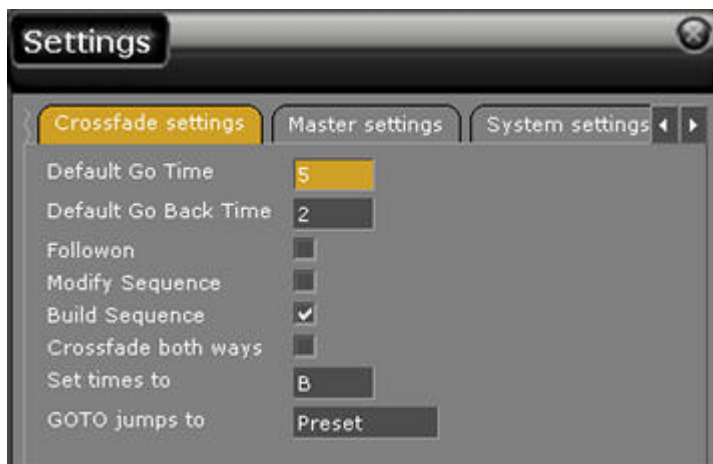 Settings
Crossfade settings Master settings System settings
Default Go Time 5
Default Go Back Time 2
Followon
Modify Sequence
Build Sequence
Crossfade both ways
Set times to B
GOTO jumps to Preset